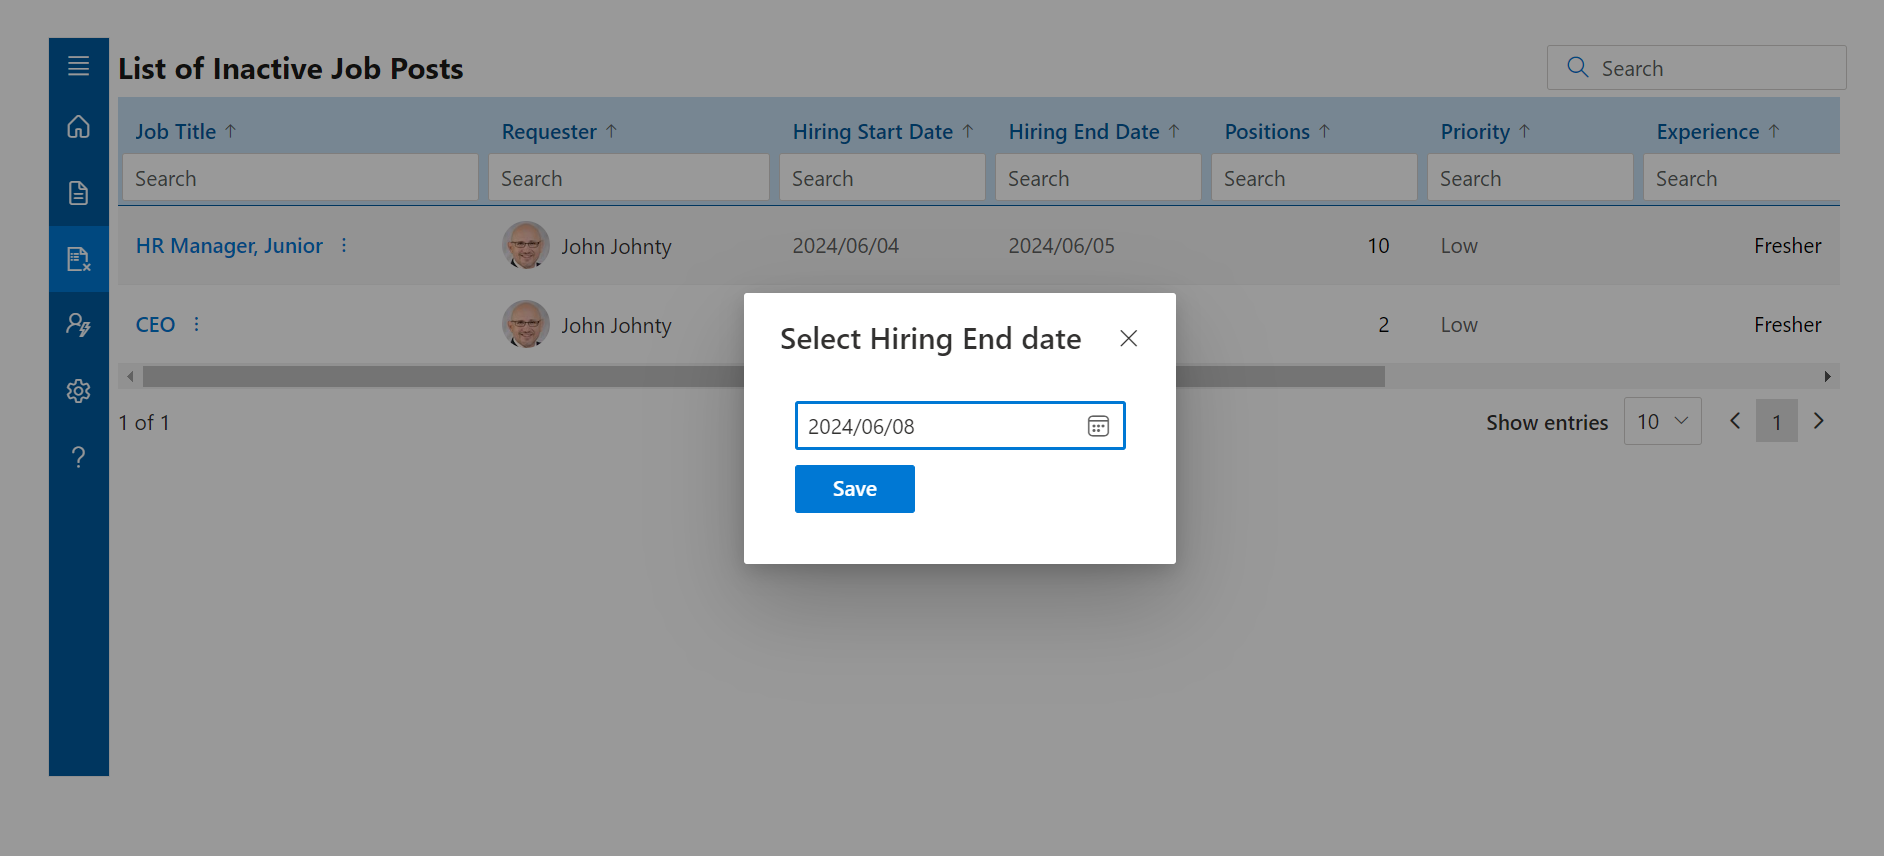 List of Inactive Job Posts
Search
Job Title ↑ Requester ↑ Hiring Start Date ↑ Hiring End Date ↑ Positions ↑ Priority ↑ Experience ↑
Search Search Search Search Search Search Search
HR Manager, Junior John Johnty 2024/06/04 2024/06/05 10 Low Fresher
CEO John Johnty 2 Low Fresher
Select Hiring End date
2024/06/08
Save
1 of 1
Show entries 10 1
?